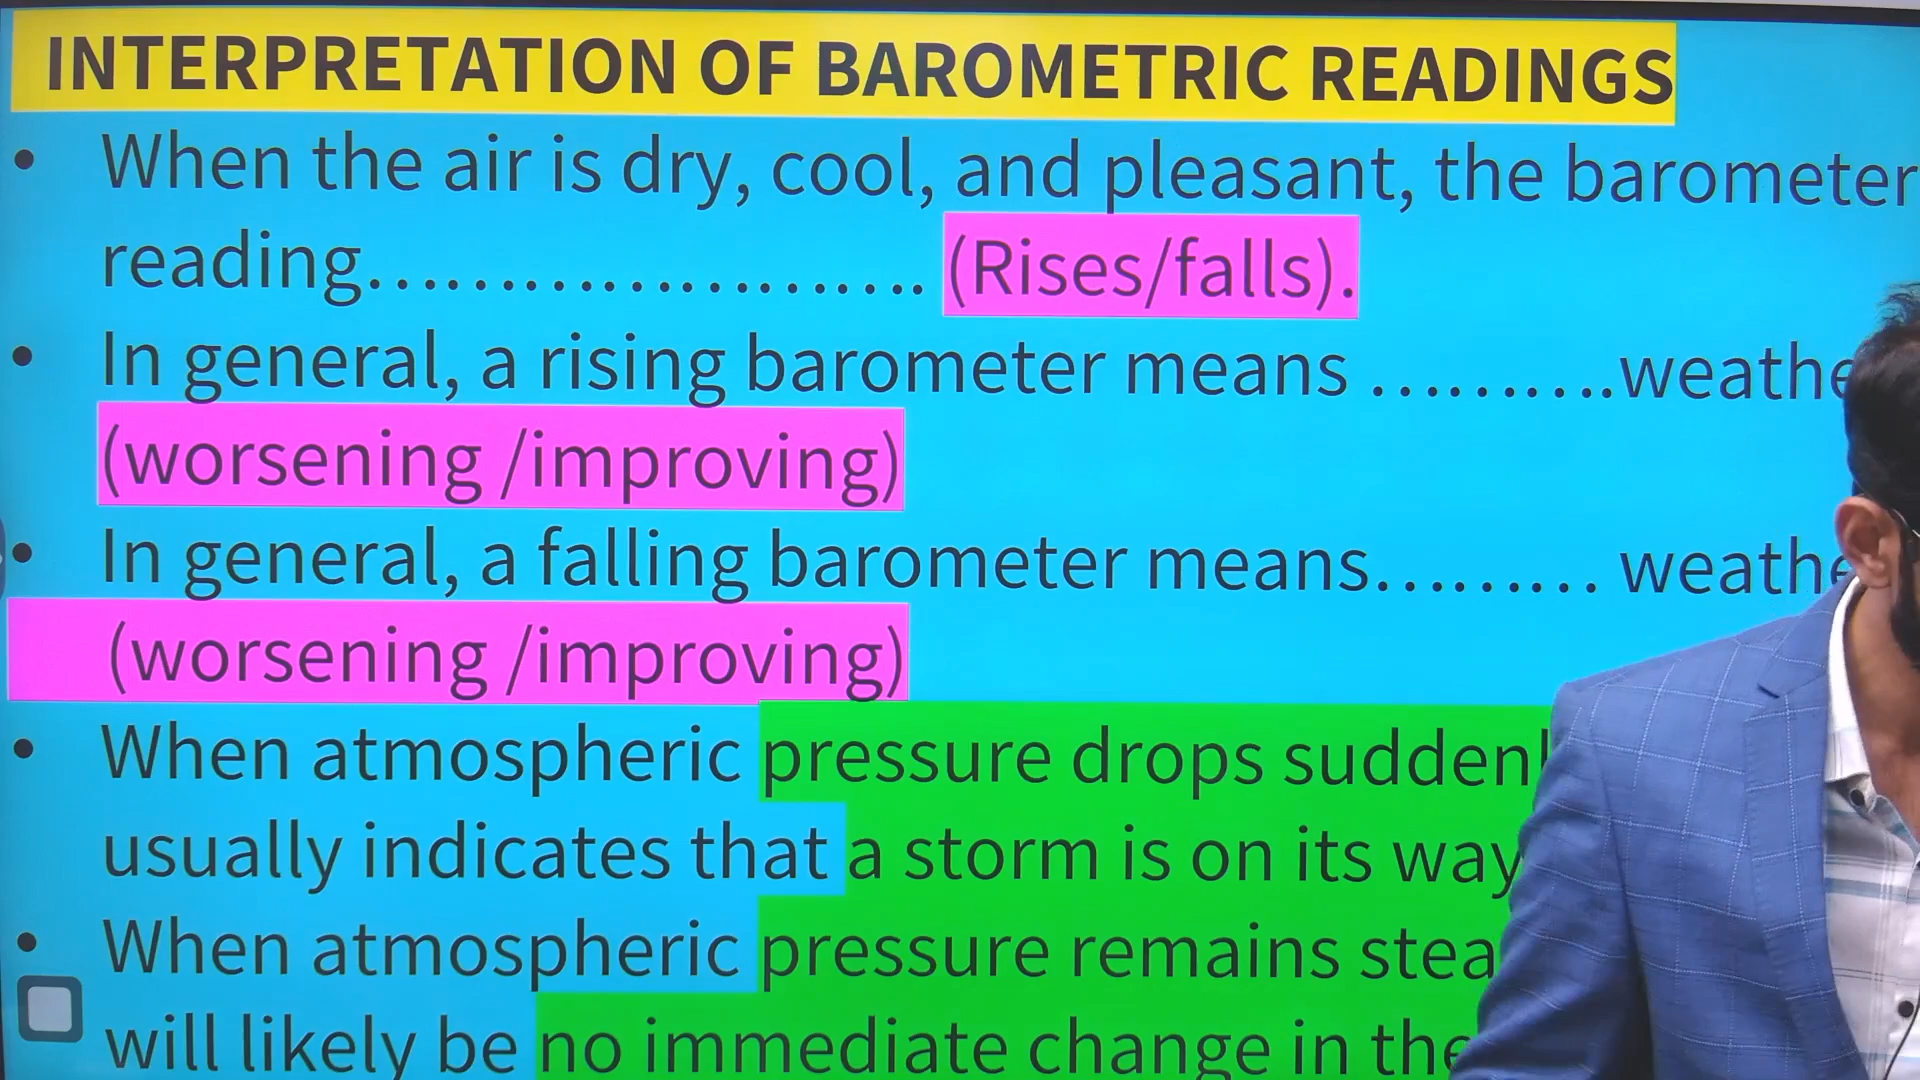 INTERPRETATION OF BAROMETRIC READINGS
• When the air is dry, cool, and pleasant, the barometer
reading…………………. (Rises/falls).
• In general, a rising barometer means ……….weathe
(worsening /improving)
• In general, a falling barometer means……… weathe
(worsening /improving)
• When atmospheric pressure drops suddenl
usually indicates that a storm is on its way
• When atmospheric pressure remains stea
will likely be no immediate change in the